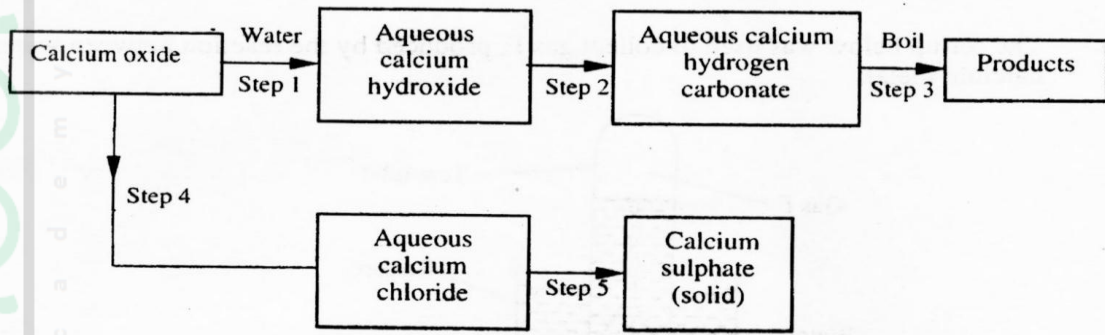 Calcium oxide
Water
Step 1
Aqueous
calcium
hydroxide
Step 2
Aqueous calcium
hydrogen
carbonate
Boil
Step 3
Products
Step 4
Aqueous
calcium
chloride
Step 5
Calcium
sulphate
(solid)